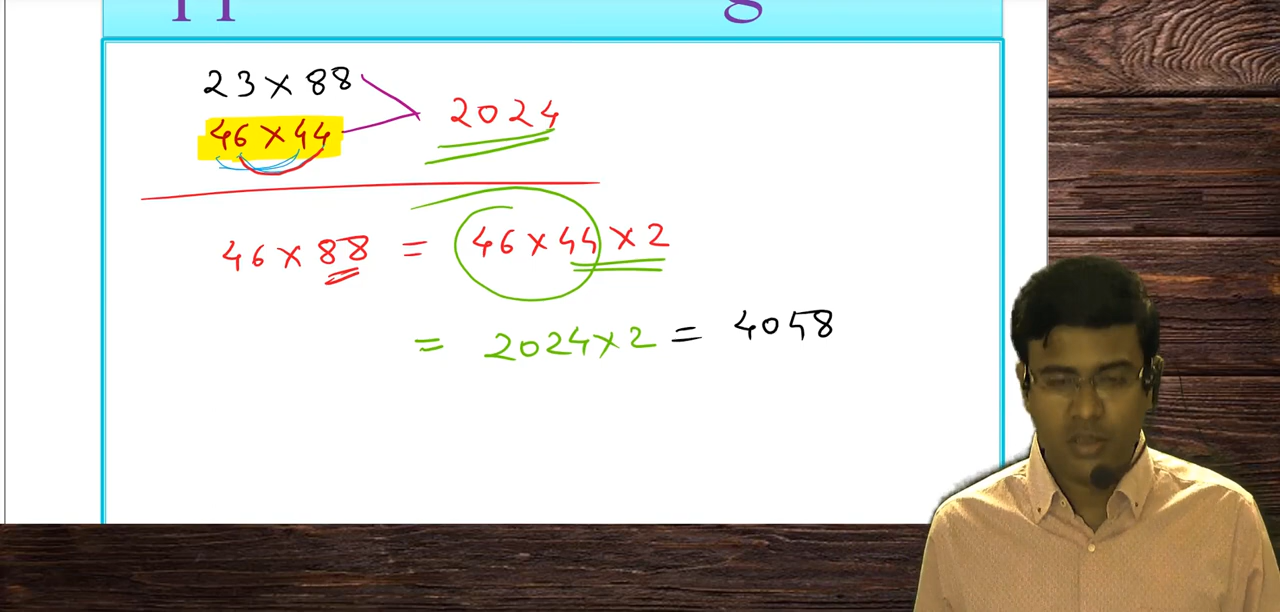 23 × 88
46 × 44
2024
46 × 88 = 46 × 44 × 2
= 2024 × 2 = 4058